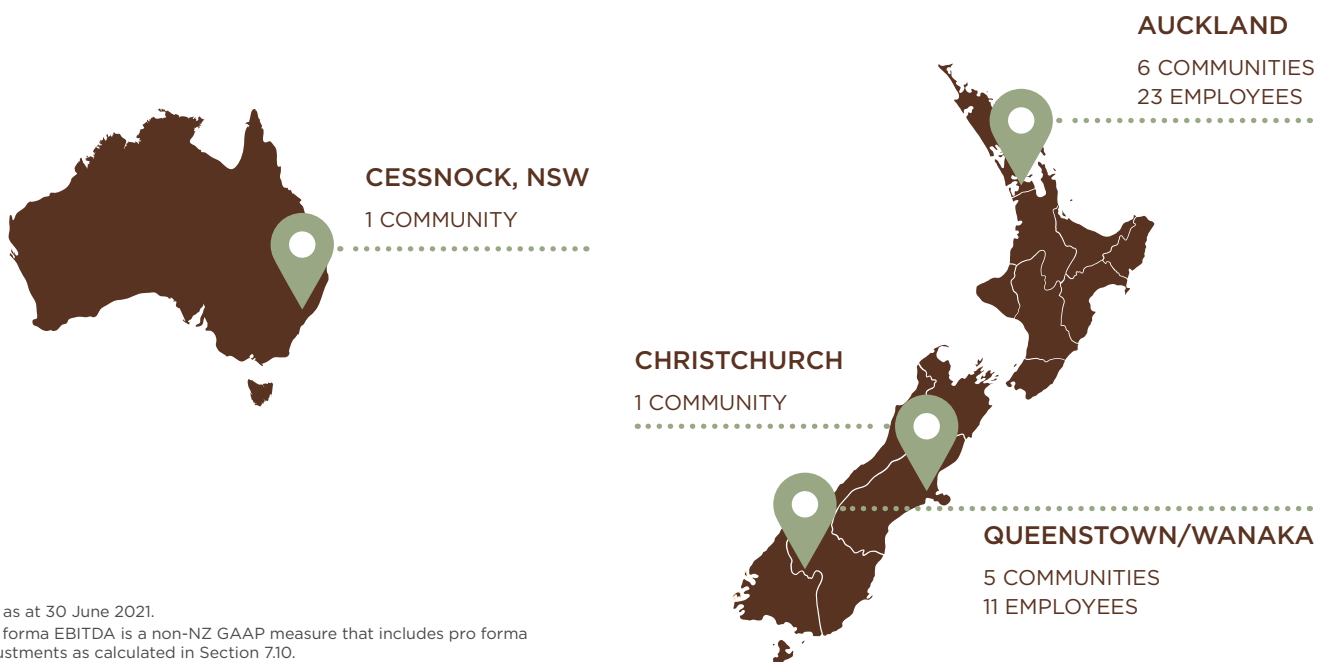 AUCKLAND
6 COMMUNITIES
23 EMPLOYEES
CESSNOCK, NSW
1 COMMUNITY
CHRISTCHURCH
1 COMMUNITY
QUEENSTOWN/WANAKA
5 COMMUNITIES
11 EMPLOYEES
as at 30 June 2021.
forma EBITDA is a non-NZ GAAP measure that includes pro forma
ustments as calculated in Section 7.10.